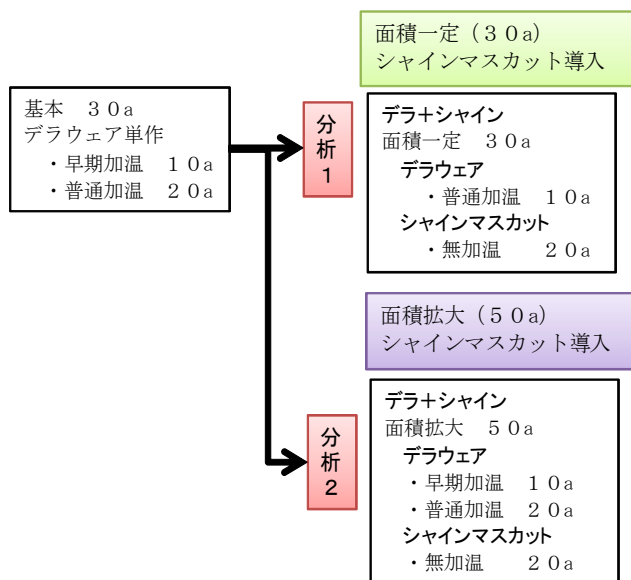 基本　３０a
デラウェア単作
・早期加温　１０a
・普通加温　２０a
分析１
面積一定（３０a）
シャインマスカット導入
デラ＋シャイン
面積一定　３０a
デラウェア
・普通加温　１０a
シャインマスカット
・無加温　　２０a
分析２
面積拡大（５０a）
シャインマスカット導入
デラ＋シャイン
面積拡大　５０a
デラウェア
・早期加温　１０a
・普通加温　２０a
シャインマスカット
・無加温　　２０a